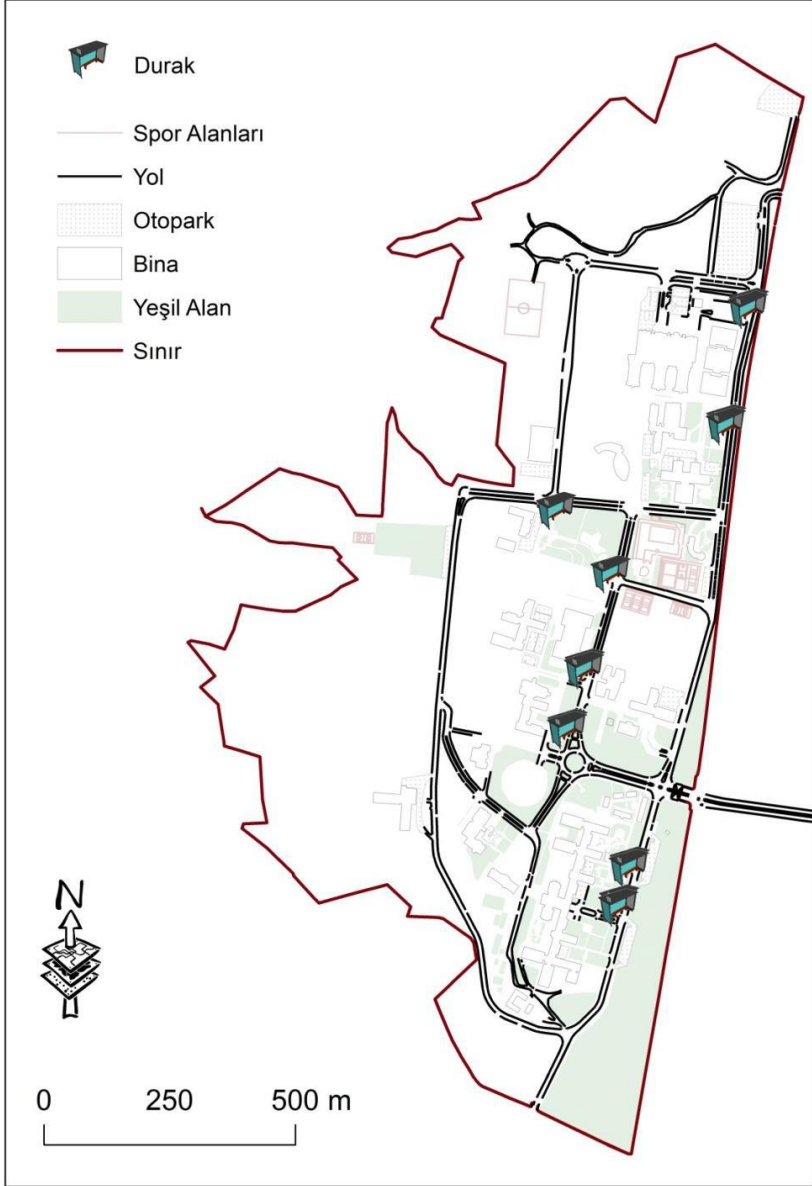 Durak
Spor Alanları
Yol
Otopark
Bina
Yeşil Alan
Sınır
N
0 250 500 m